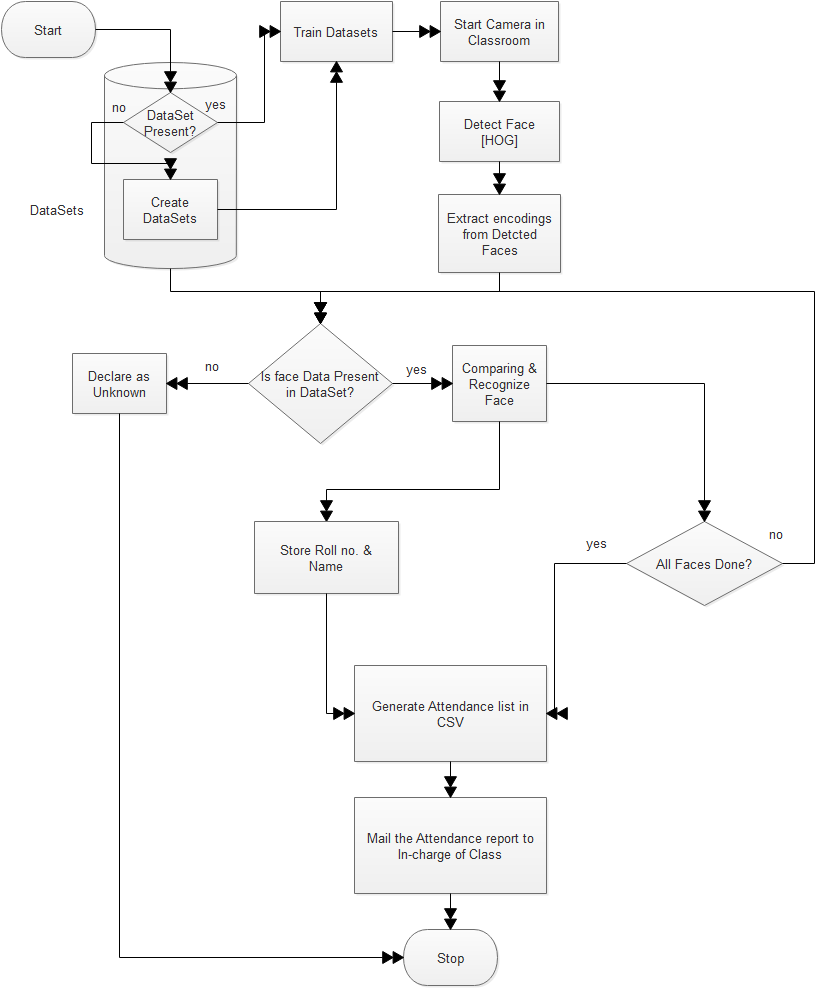 Start
Train Datasets
Start Camera in
Classroom
no
yes
DataSet
Present?
Detect Face
[HOG]
DataSets
Create
DataSets
Extract encodings
from Detcted
Faces
no
Is face Data Present
in DataSet?
yes
Declare as
Unknown
Comparing &
Recognize
Face
Store Roll no. &
Name
yes
All Faces Done?
no
Generate Attendance list in
CSV
Mail the Attendance report to
In-charge of Class
Stop